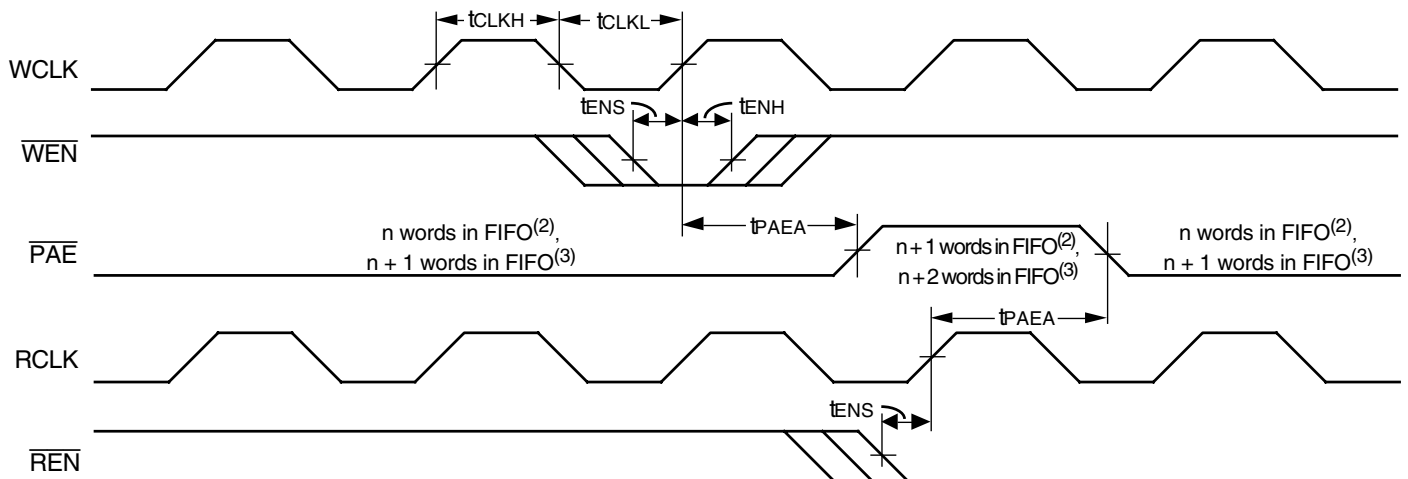 tCLKH tCLKL
WCLK
tENS tENH
WEN
tPAEA
n words in FIFO(2),
n + 1 words in FIFO(3)
PAE
n + 1 words in FIFO(2),
n + 2 words in FIFO(3)
n words in FIFO(2),
n + 1 words in FIFO(3)
tPAEA
RCLK
tENS
REN